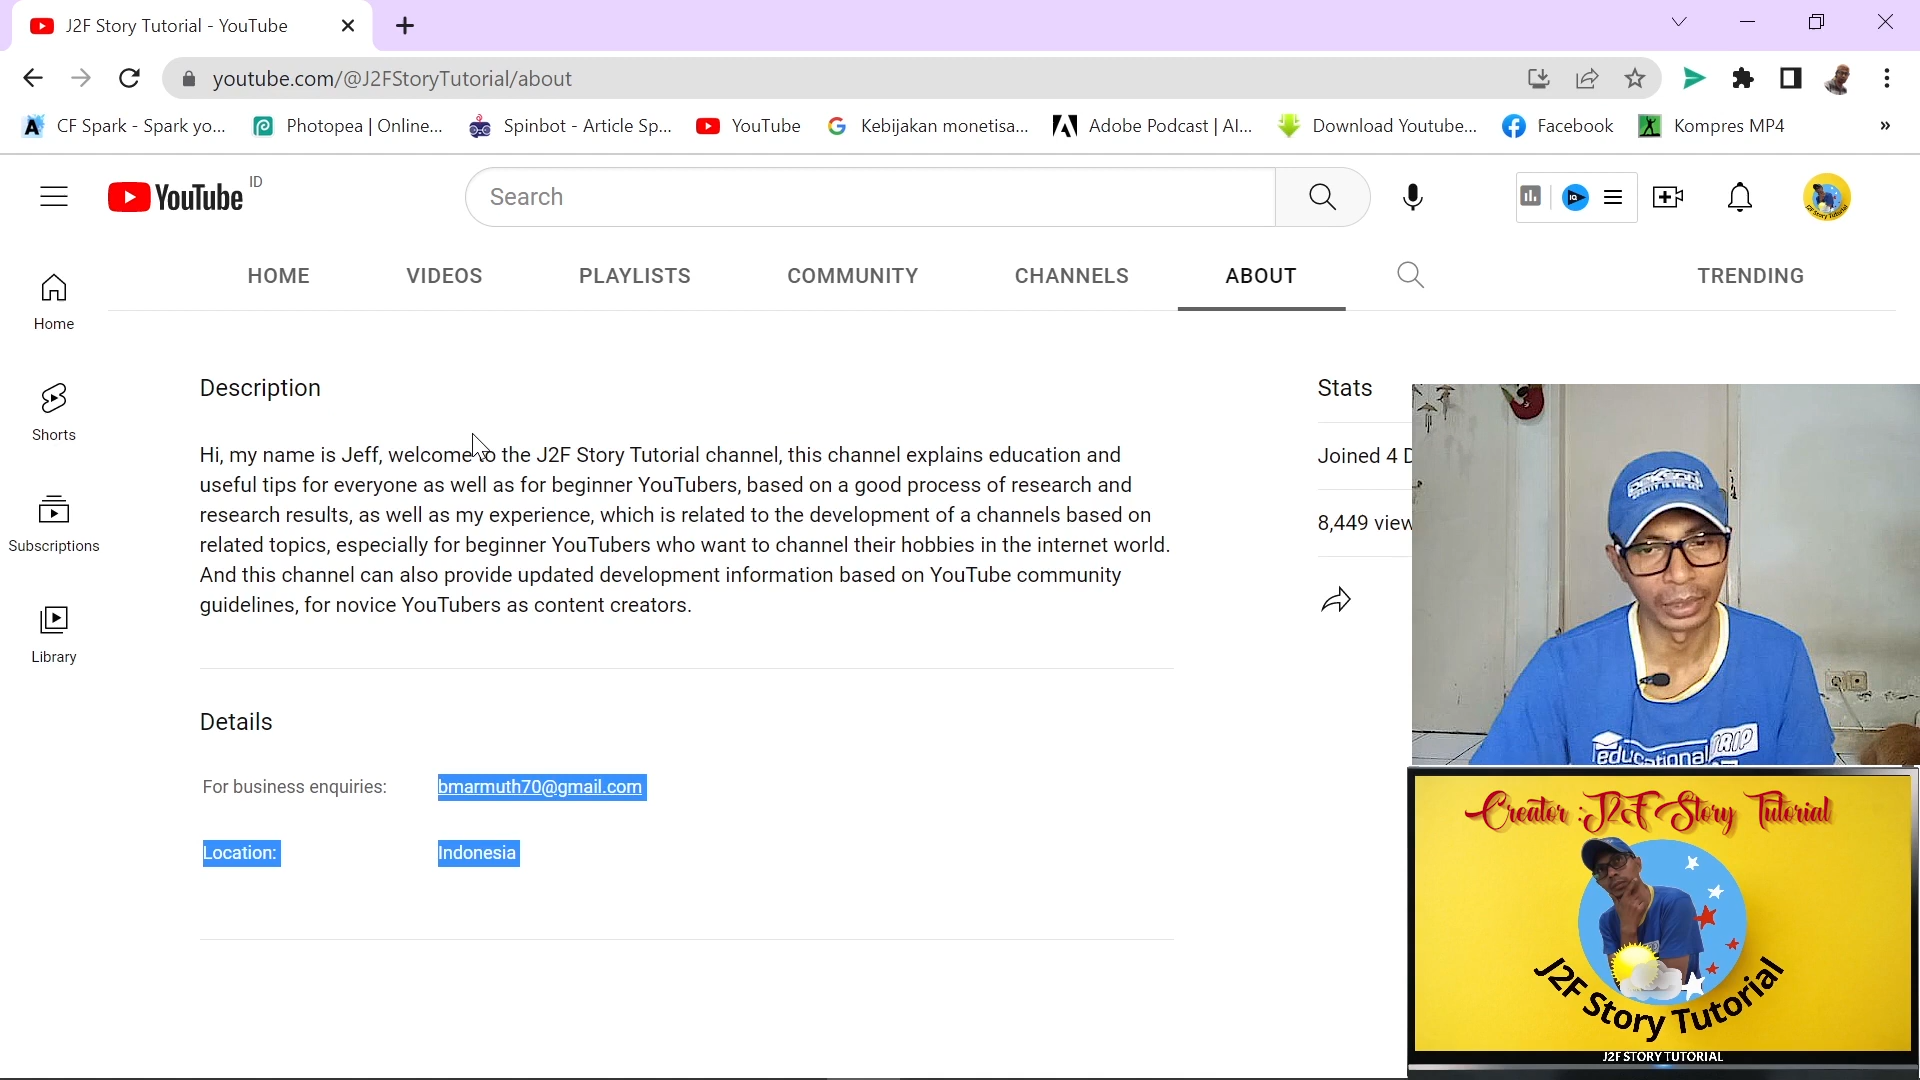 J2F Story Tutorial - YouTube
youtube.com/@J2FStoryTutorial/about
CF Spark - Spark yo...
Photopea | Online...
Spinbot - Article Sp...
YouTube
Kebijakan monetisa...
Adobe Podcast | AI...
Download Youtube...
Facebook
Kompres MP4
»
YouTube ID
Search
HOME
VIDEOS
PLAYLISTS
COMMUNITY
CHANNELS
ABOUT
TRENDING
Home
Shorts
Subscriptions
Library
Description
Hi, my name is Jeff, welcome to the J2F Story Tutorial channel, this channel explains education and
useful tips for everyone as well as for beginner YouTubers, based on a good process of research and
research results, as well as my experience, which is related to the development of a channels based on
related topics, especially for beginner YouTubers who want to channel their hobbies in the internet world.
And this channel can also provide updated development information based on YouTube community
guidelines, for novice YouTubers as content creators.
Details
For business enquiries: bmarmuth70@gmail.com
Location: Indonesia
Stats
Joined 4 D
8,449 view
educational TRIP
Creator : J2F Story Tutorial
J2F Story Tutorial
J2F STORY TUTORIAL